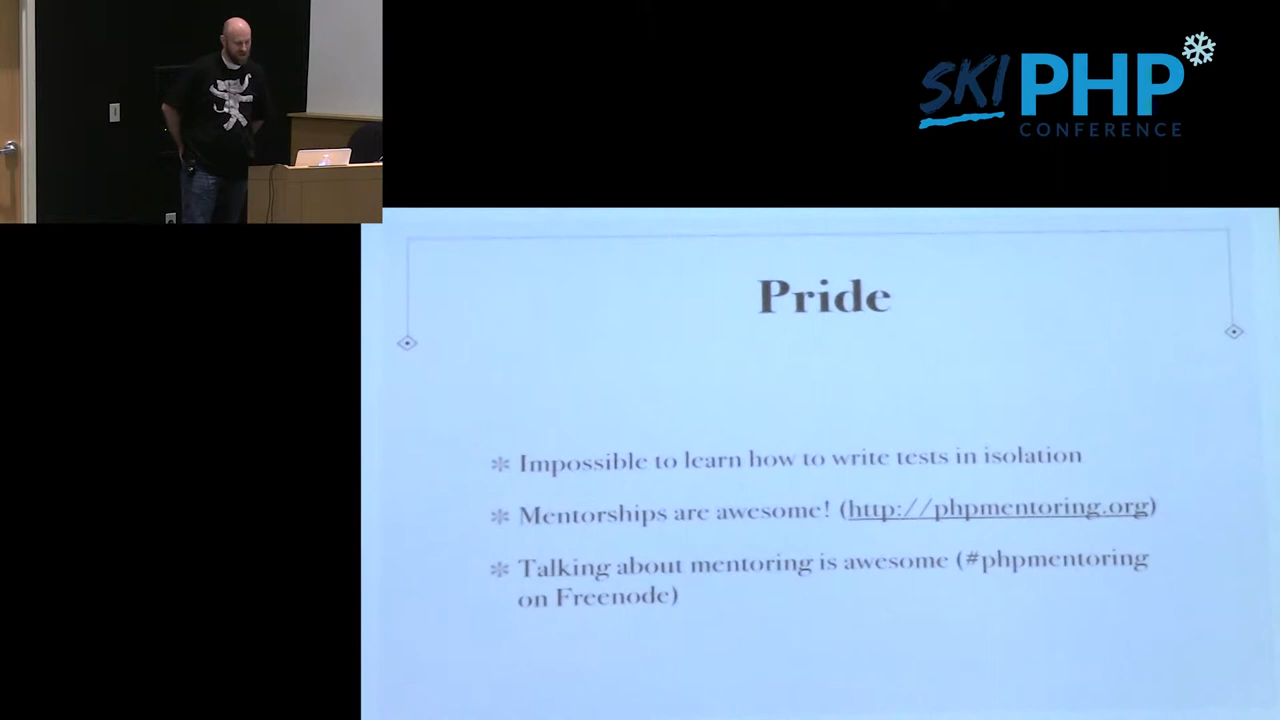 SKI PHP
CONFERENCE
Pride
Impossible to learn how to write tests in isolation
Mentorships are awesome! (http://phpmentoring.org)
Talking about mentoring is awesome (#phpmentoring
on Freenode)